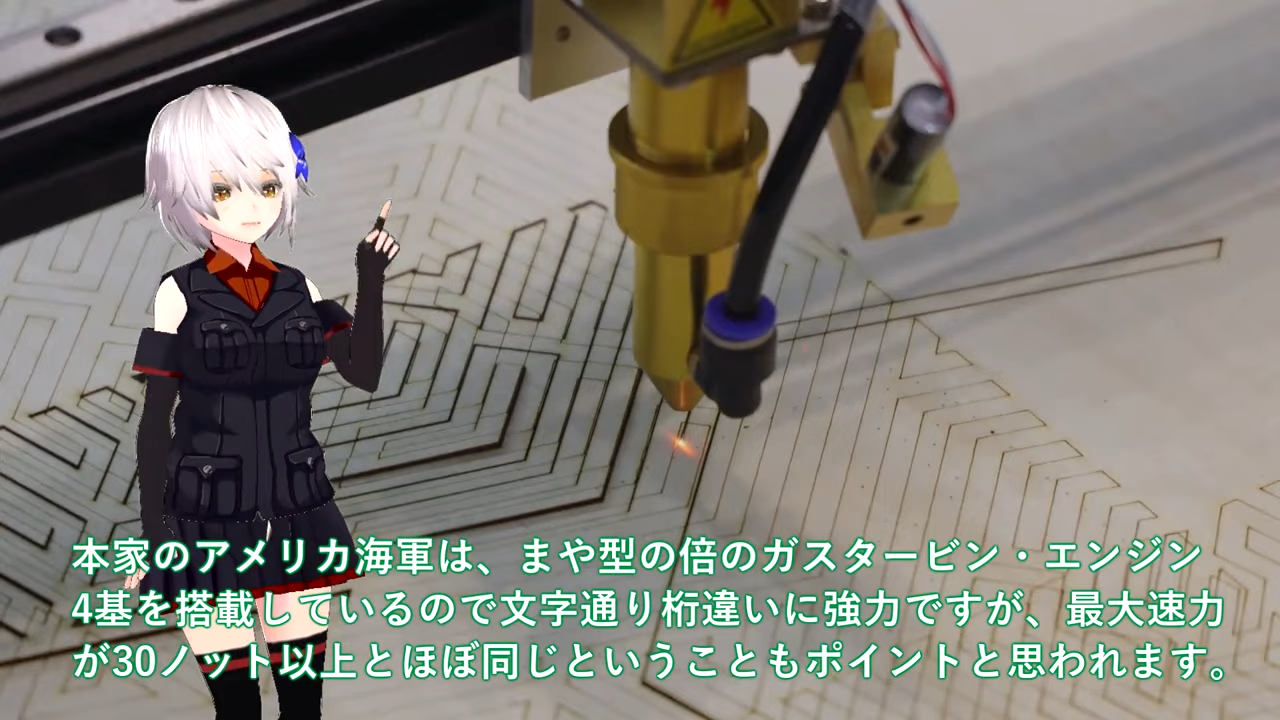 本家のアメリカ海軍は、まや型の倍のガスタービン・エンジン
4基を搭載しているので文字通り桁違いに強力ですが、最大速力
が30ノット以上とほぼ同じということもポイントと思われます。